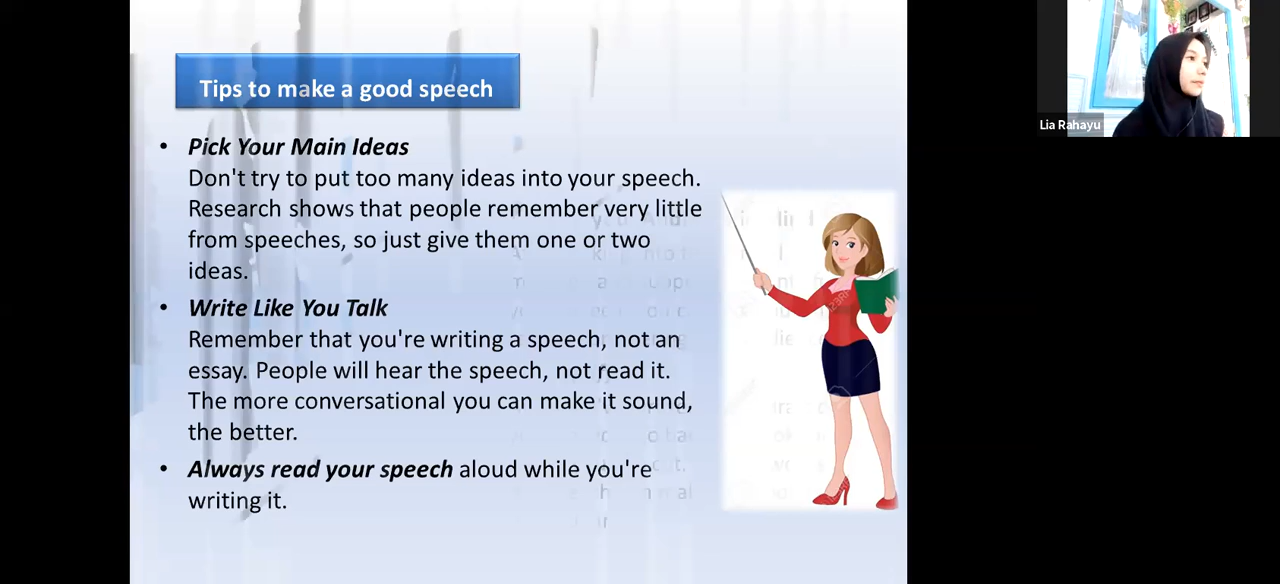 Tips to make a good speech
Lia Rahayu
• Pick Your Main Ideas
Don't try to put too many ideas into your speech.
Research shows that people remember very little
from speeches, so just give them one or two
ideas.
• Write Like You Talk
Remember that you're writing a speech, not an
essay. People will hear the speech, not read it.
The more conversational you can make it sound,
the better.
• Always read your speech aloud while you're
writing it.